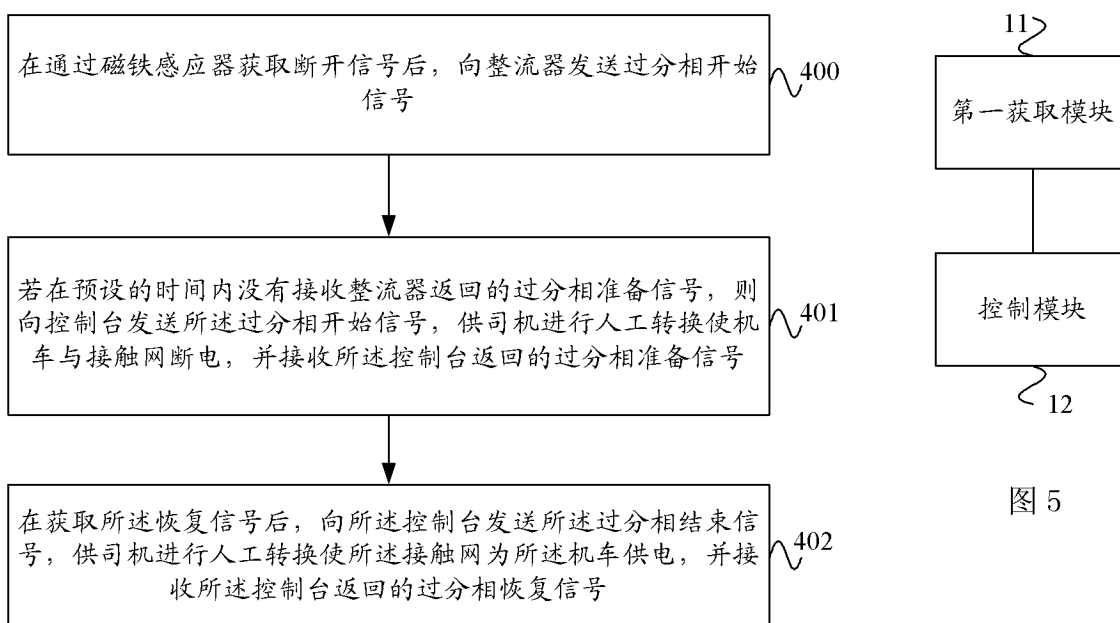 在通过磁铁感应器获取断开信号后，向整流器发送过分相开始
信号
400
若在预设的时间内没有接收整流器返回的过分相准备信号，则
向控制台发送所述过分相开始信号，供司机进行人工转换使机
车与接触网断电，并接收所述控制台返回的过分相准备信号
401
在获取所述恢复信号后，向所述控制台发送所述过分相结束信
号，供司机进行人工转换使所述接触网为所述机车供电，并接
收所述控制台返回的过分相恢复信号
402
11
第一获取模块
控制模块
12
图5